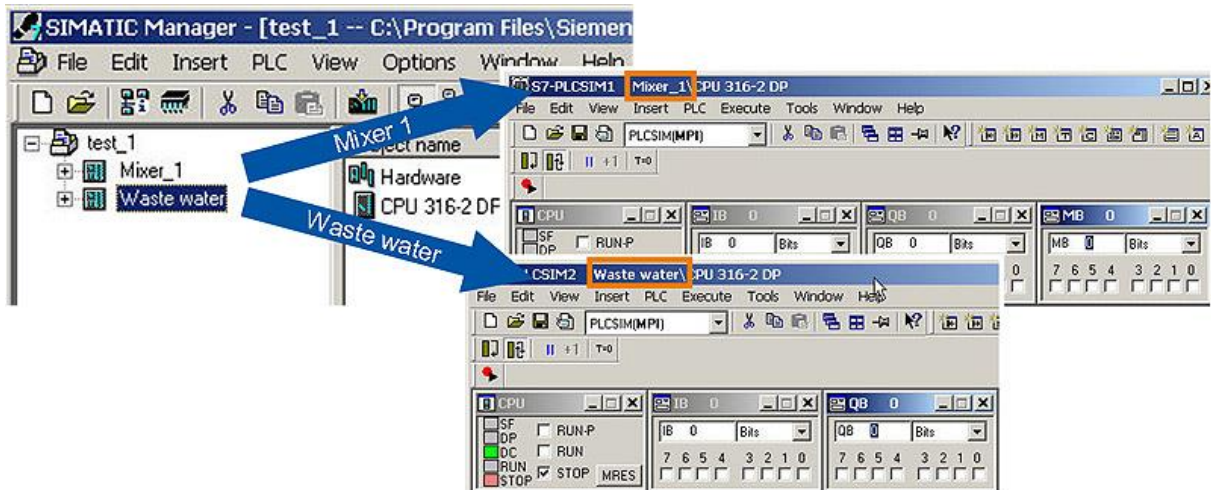 SIMATIC Manager - [test_1 -- C:\Program Files\Siemen
File Edit Insert PLC View Options Window Help
test_1
Mixer_1
Waste water
Object name
Hardware
CPU 316-2 DP
Mixer 1
Waste water
S7-PLCSIM1 Mixer_1\CPU 316-2 DP
File Edit View Insert PLC Execute Tools Window Help
PLCSIM(MPI)
+1 T=0
CPU
SF
DP
RUN-P
IB 0
IB 0 Bits
QB 0
QB 0 Bits
MB 0
MB 0 Bits
0
7 6 5 4 3 2 1 0
LCSIM2 Waste water\CPU 316-2 DP
File Edit View Insert PLC Execute Tools Window Help
PLCSIM(MPI)
+1 T=0
CPU
SF
DP
DC
RUN
STOP
RUN-P
RUN
STOP
MRES
IB 0
IB 0 Bits
7 6 5 4 3 2 1 0
QB 0
QB 0 Bits
7 6 5 4 3 2 1 0